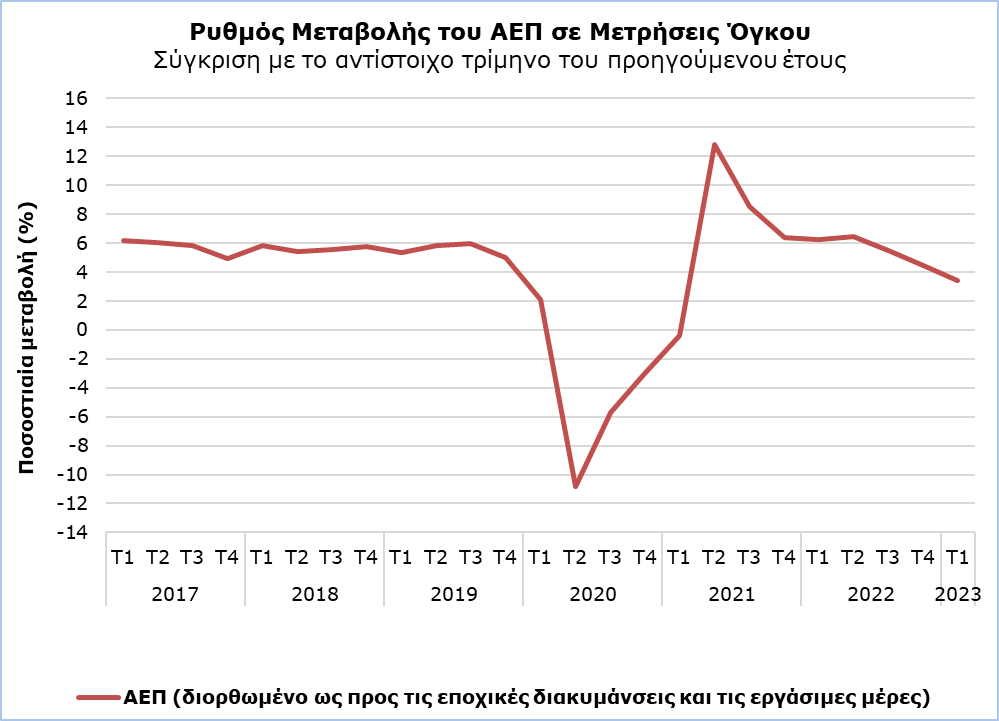 Ρυθμός Μεταβολής του ΑΕΠ σε Μετρήσεις Όγκου
Σύγκριση με το αντίστοιχο τρίμηνο του προηγούμενου έτους
Ποσοστιαία μεταβολή (%)
16
14
12
10
8
6
4
2
0
-2
-4
-6
-8
-10
-12
-14
Τ1 Τ2 Τ3 Τ4 Τ1 Τ2 Τ3 Τ4 Τ1 Τ2 Τ3 Τ4 Τ1 Τ2 Τ3 Τ4 Τ1 Τ2 Τ3 Τ4 Τ1 Τ2 Τ3 Τ4 Τ1
2017 2018 2019 2020 2021 2022 2023
ΑΕΠ (διορθωμένο ως προς τις εποχικές διακυμάνσεις και τις εργάσιμες μέρες)